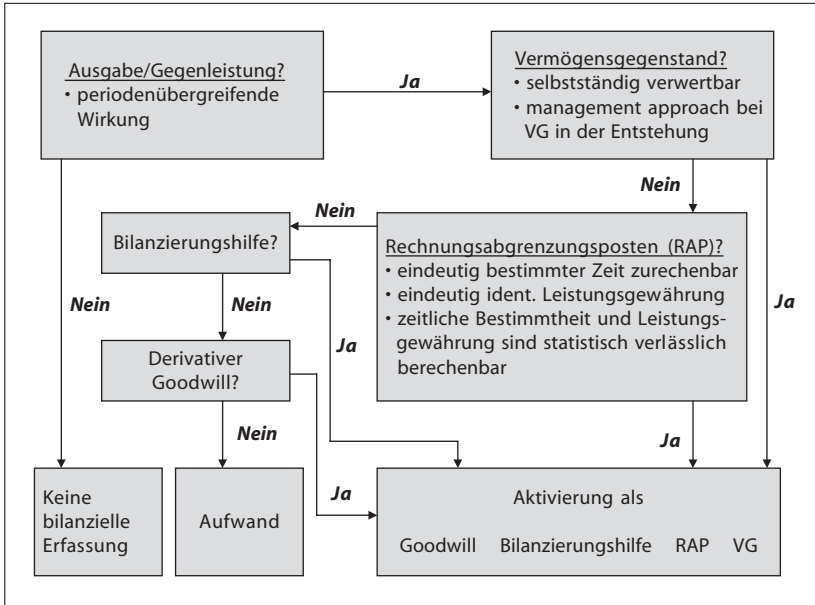 Ausgabe/Gegenleistung?
• periodenübergreifende
Wirkung
Ja
Vermögensgegenstand?
• selbstständig verwertbar
• management approach bei
VG in der Entstehung
Nein
Nein
Bilanzierungshilfe?
Rechnungsabgrenzungsposten (RAP)?
• eindeutig bestimmter Zeit zurechenbar
• eindeutig ident. Leistungsgewährung
• zeitliche Bestimmtheit und Leistungs-
gewährung sind statistisch verlässlich
berechenbar
Nein
Nein
Ja
Ja
Derivativer
Goodwill?
Nein
Ja
Ja
Keine
bilanzielle
Erfassung
Aufwand
Aktivierung als
Goodwill Bilanzierungshilfe RAP VG